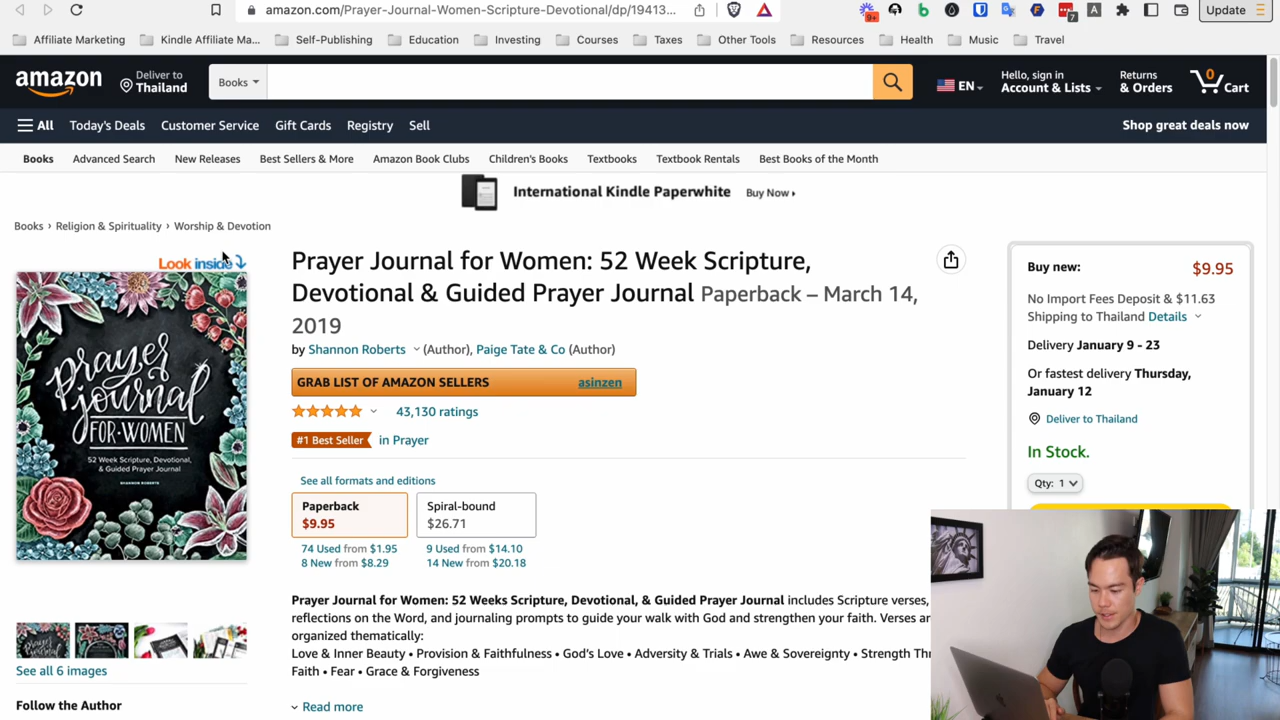 amazon.com/Prayer-Journal-Women-Scripture-Devotional/dp/19413...
9+
7
A
Update
Affiliate Marketing
Kindle Affiliate Ma...
Self-Publishing
Education
Investing
Courses
Taxes
Other Tools
Resources
Health
Music
Travel
amazon
Deliver to
Thailand
Books
EN
Hello, sign in
Account & Lists
Returns
& Orders
0
Cart
All
Today's Deals
Customer Service
Gift Cards
Registry
Sell
Shop great deals now
Books
Advanced Search
New Releases
Best Sellers & More
Amazon Book Clubs
Children's Books
Textbooks
Textbook Rentals
Best Books of the Month
International Kindle Paperwhite Buy Now
Books › Religion & Spirituality › Worship & Devotion
Look inside
prayer
journal
FOR·WOMEN
52 Week Scripture, Devotional,
& Guided Prayer Journal
SHANNON ROBERTS
See all 6 images
Follow the Author
Prayer Journal for Women: 52 Week Scripture,
Devotional & Guided Prayer Journal Paperback – March 14,
2019
by Shannon Roberts (Author), Paige Tate & Co (Author)
GRAB LIST OF AMAZON SELLERS asinzen
43,130 ratings
#1 Best Seller in Prayer
See all formats and editions
Paperback
$9.95
Spiral-bound
$26.71
74 Used from $1.95
8 New from $8.29
9 Used from $14.10
14 New from $20.18
Prayer Journal for Women: 52 Weeks Scripture, Devotional, & Guided Prayer Journal includes Scripture verses,
reflections on the Word, and journaling prompts to guide your walk with God and strengthen your faith. Verses are
organized thematically:
Love & Inner Beauty • Provision & Faithfulness • God's Love • Adversity & Trials • Awe & Sovereignty • Strength Thr
Faith • Fear • Grace & Forgiveness
Read more
Buy new: $9.95
No Import Fees Deposit & $11.63
Shipping to Thailand Details
Delivery January 9 - 23
Or fastest delivery Thursday,
January 12
Deliver to Thailand
In Stock.
Qty: 1